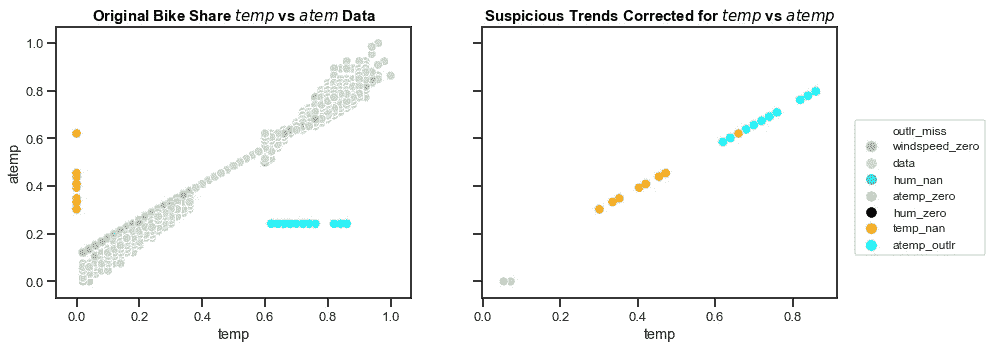 Original Bike Share temp vs atem Data
Suspicious Trends Corrected for temp vs atemp
1.0
0.8
0.6
0.4
0.2
0.0
atemp
0.0 0.2 0.4 0.6 0.8 1.0
temp
0.0 0.2 0.4 0.6 0.8
temp
outlr_miss
windspeed_zero
data
hum_nan
atemp_zero
hum_zero
temp_nan
atemp_outlr